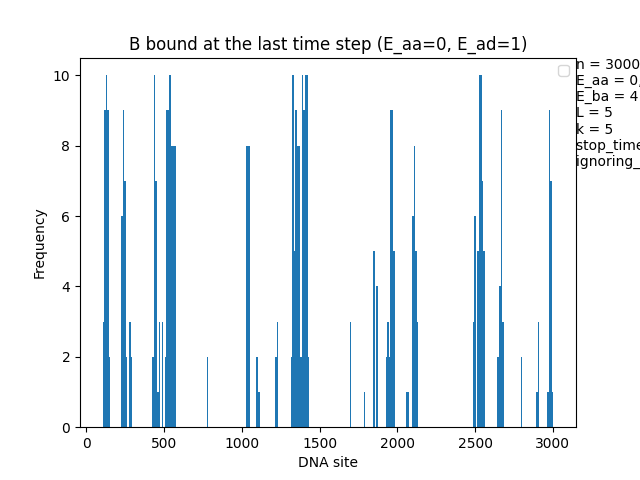 B bound at the last time step (E_aa=0, E_ad=1)
n = 3000
E_aa = 0,
E_ba = 4
L = 5
k = 5
stop_time
ignoring_
Frequency
10
8
6
4
2
0
0 500 1000 1500 2000 2500 3000
DNA site